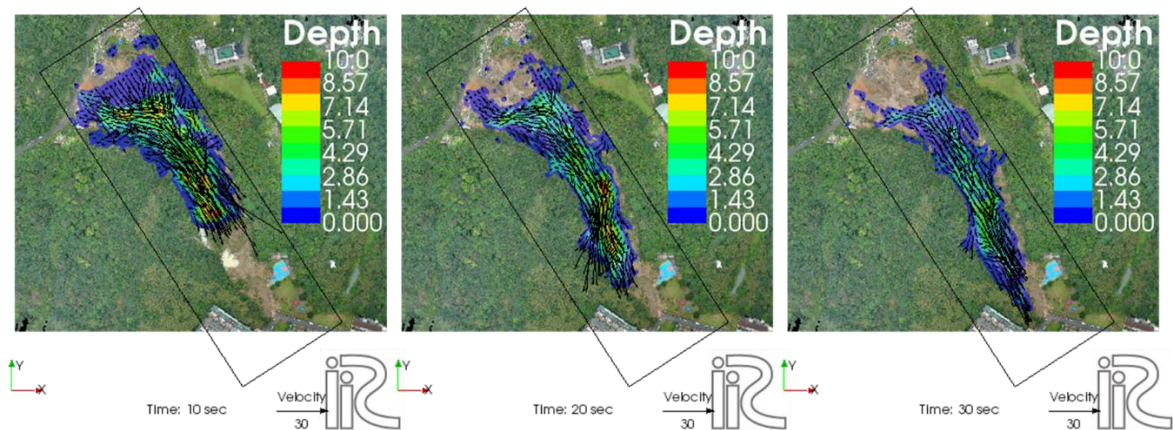 Depth
10.0
8.57
7.14
5.71
4.29
2.86
1.43
0.000
Y
X
Time: 10 sec
Velocity
30
iRiC
Depth
10.0
8.57
7.14
5.71
4.29
2.86
1.43
0.000
Y
X
Time: 20 sec
Velocity
30
iRiC
Depth
10.0
8.57
7.14
5.71
4.29
2.86
1.43
0.000
Y
X
Time: 30 sec
Velocity
30
iRiC